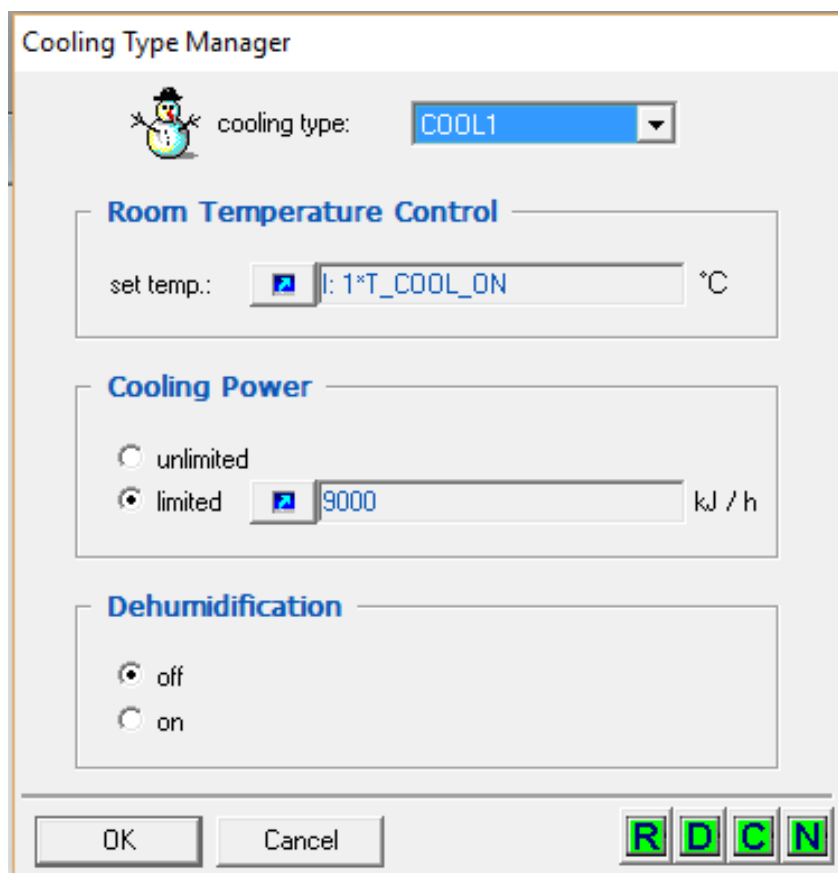 Cooling Type Manager
cooling type: COOL1
Room Temperature Control
set temp.: I: 1*T_COOL_ON °C
Cooling Power
unlimited
limited 9000 kJ / h
Dehumidification
off
on
OK Cancel R D C N